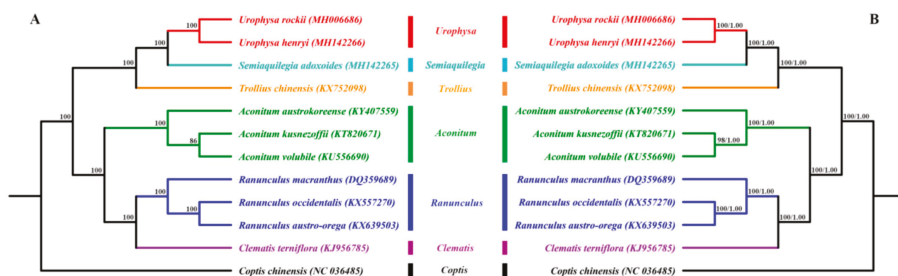 A B
Urophysa rockii (MH006686) Urophysa rockii (MH006686)
100 Urophysa 100/1.00
Urophysa henryi (MH142266) Urophysa henryi (MH142266)
100 100/1.00
Semiaquilegia adoxoides (MH142265) Semiaquilegia Semiaquilegia adoxoides (MH142265)
100 100/1.00
Trollius chinensis (KX752098) Trollius Trollius chinensis (KX752098)
Aconitum austrokoreense (KY407559) Aconitum austrokoreense (KY407559)
100 100 100/1.00 100/1.00
Aconitum kusnezoffii (KT820671) Aconitum Aconitum kusnezoffii (KT820671)
86 98/1.00
Aconitum volubile (KU556690) Aconitum volubile (KU556690)
100 100/1.00
Ranunculus macranthus (DQ359689) Ranunculus macranthus (DQ359689)
100 100/1.00
Ranunculus occidentalis (KX557270) Ranunculus Ranunculus occidentalis (KX557270)
100 100/1.00
100 100/1.00
Ranunculus austro-orega (KX639503) Ranunculus austro-orega (KX639503)
Clematis terniflora (KJ956785) Clematis Clematis terniflora (KJ956785)
Coptis chinensis (NC 036485) Coptis Coptis chinensis (NC 036485)